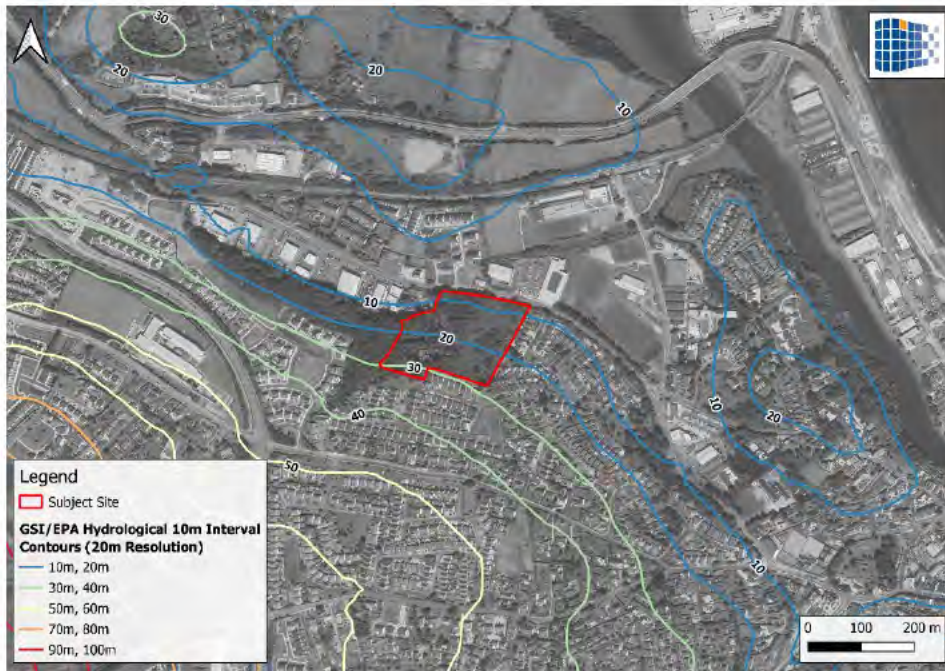 30
20
20
10
10
20
30
40
50
10
20
10
Legend
Subject Site
GSI/EPA Hydrological 10m Interval
Contours (20m Resolution)
10m, 20m
30m, 40m
50m, 60m
70m, 80m
90m, 100m
0 100 200 m